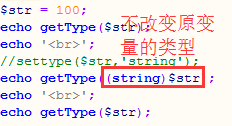 $str = 100;
echo getType($str);
echo '<br>';
//settype($str,'string');
echo getType((string)$str);
echo '<br>';
echo getType($str);
不改变原变
量的类型